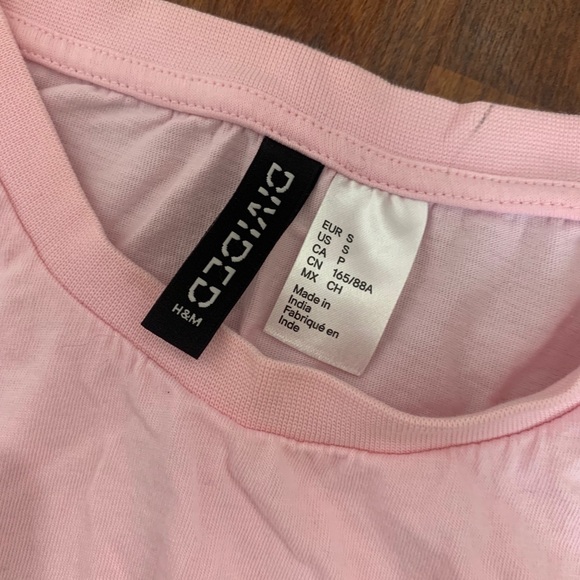 DIVIDED
H&M
EUR S
US S
CA P
CN 165/88A
MX CH
Made in
India
Fabriqué en
Inde